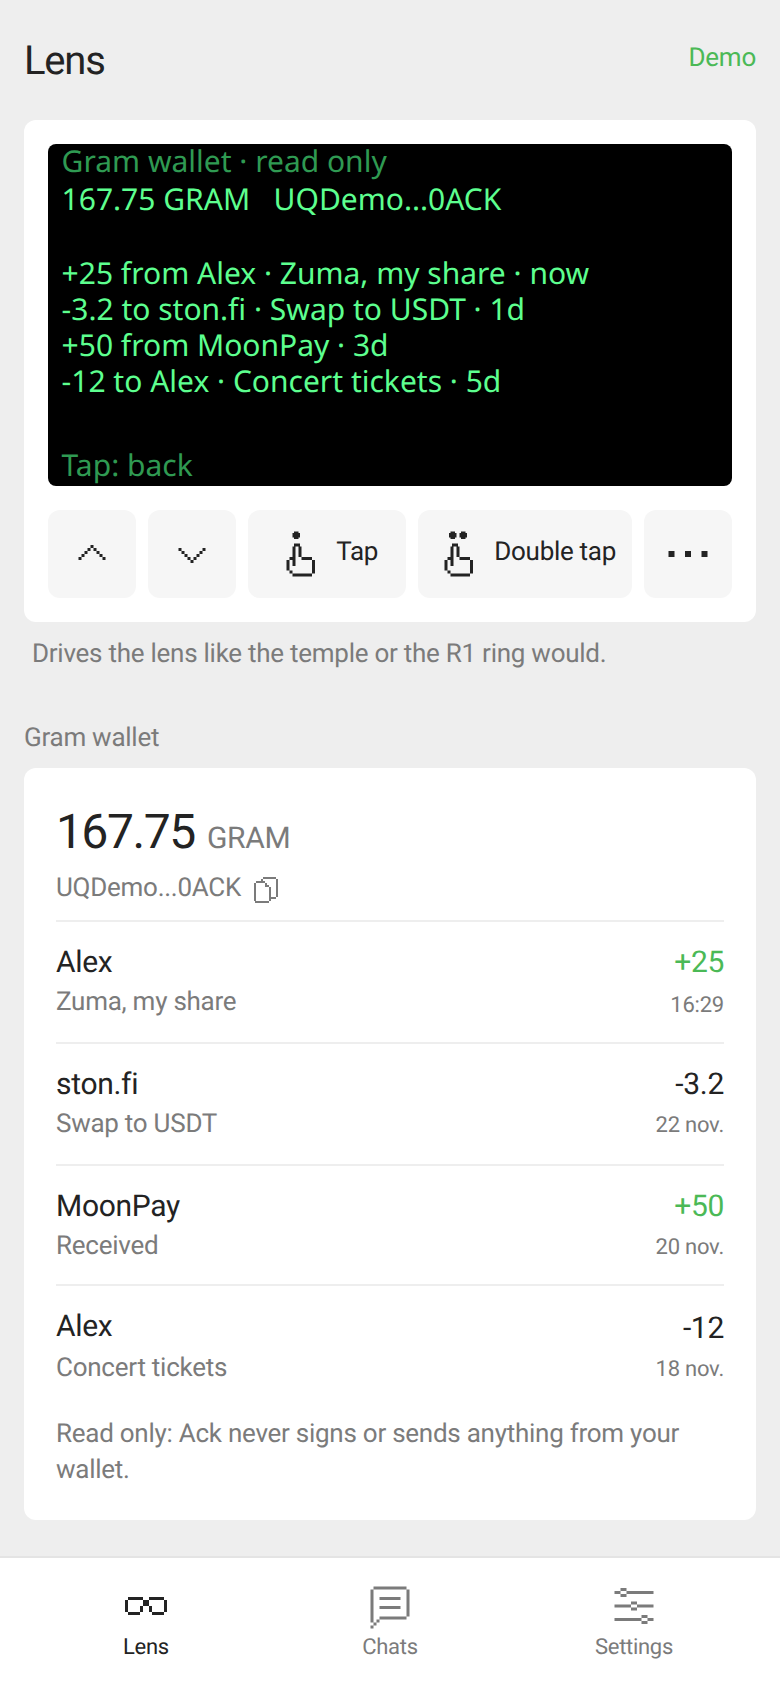 Lens
Demo
Gram wallet · read only
167.75 GRAM UQDemo...0ACK
+25 from Alex · Zuma, my share · now
-3.2 to ston.fi · Swap to USDT · 1d
+50 from MoonPay · 3d
-12 to Alex · Concert tickets · 5d
Tap: back
Tap
Double tap
Drives the lens like the temple or the R1 ring would.
Gram wallet
167.75 GRAM
UQDemo...0ACK
Alex
+25
Zuma, my share
16:29
ston.fi
-3.2
Swap to USDT
22 nov.
MoonPay
+50
Received
20 nov.
Alex
-12
Concert tickets
18 nov.
Read only: Ack never signs or sends anything from your
wallet.
Lens
Chats
Settings